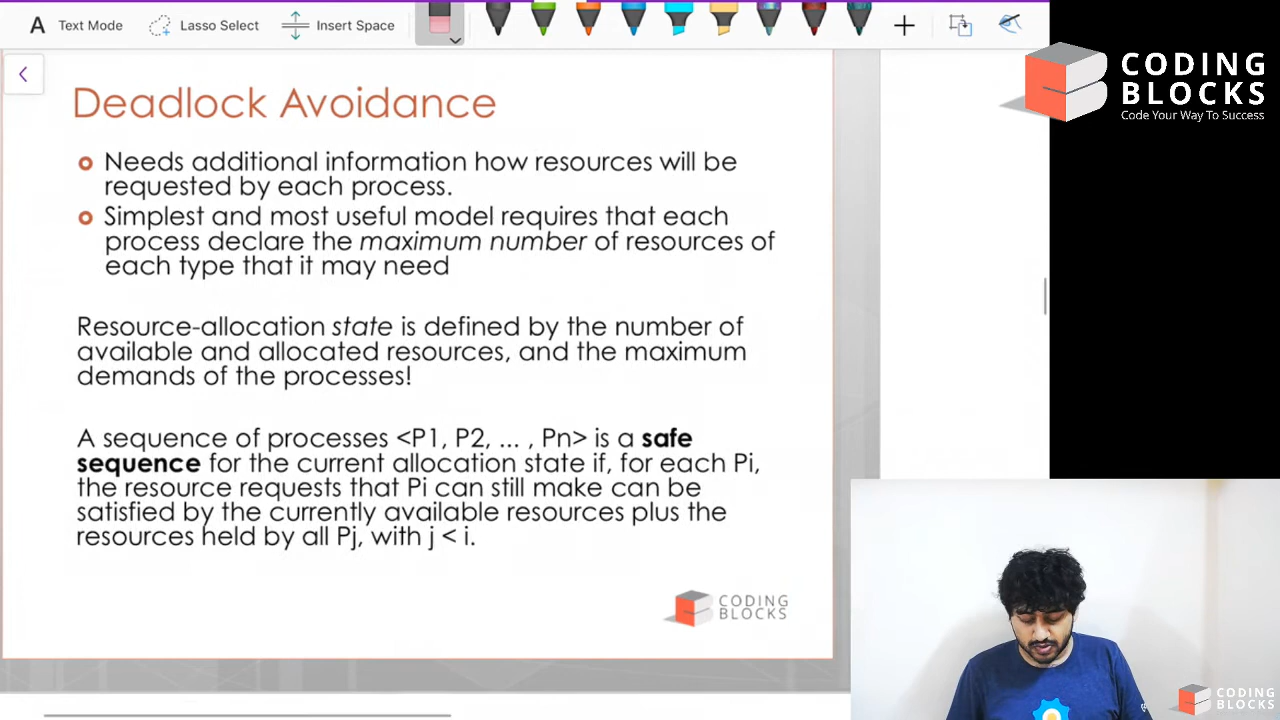 A Text Mode Lasso Select Insert Space
CODING
BLOCKS
Code Your Way To Success
Deadlock Avoidance
Needs additional information how resources will be
requested by each process.
Simplest and most useful model requires that each
process declare the maximum number of resources of
each type that it may need
Resource-allocation state is defined by the number of
available and allocated resources, and the maximum
demands of the processes!
A sequence of processes <P1, P2, ... , Pn> is a safe
sequence for the current allocation state if, for each Pi,
the resource requests that Pi can still make can be
satisfied by the currently available resources plus the
resources held by all Pj, with j < i.
CODING
BLOCKS
CODING
BLOCKS